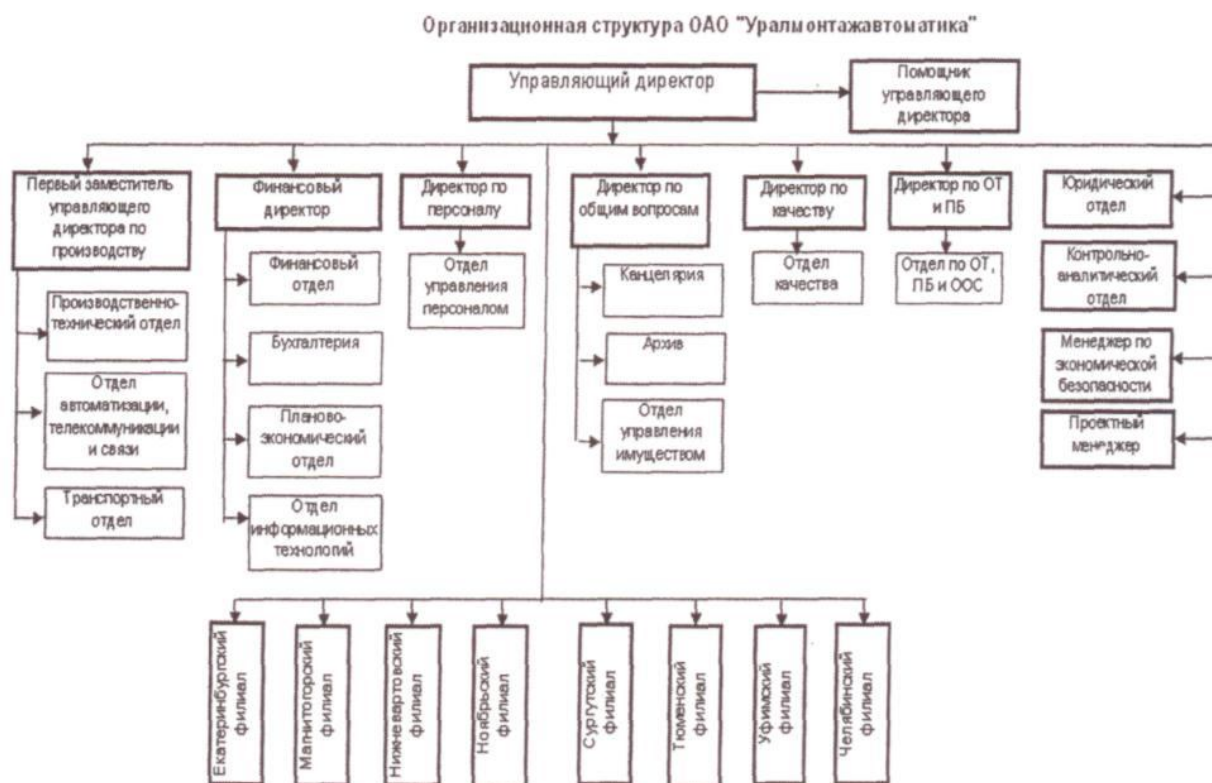 Организационная структура ОАО "Уралмонтажавтоматика"
Управляющий директор
Помощник
управляющего
директора
Первый заместитель
управляющего
директора по
производству
Финансовый
директор
Директор по
персоналу
Директор по
общим вопросам
Директор по
качеству
Директор по ОТ
и ПБ
Юридический
отдел
Производственно-
технический отдел
Отдел
автоматизации,
телекоммуникации
и связи
Транспортный
отдел
Финансовый
отдел
Бухгалтерия
Планово-
экономический
отдел
Отдел
информационных
технологий
Отдел
управления
персоналом
Канцелярия
Архив
Отдел
управления
имуществом
Отдел
качества
Отдел по ОТ,
ПБ и ООС
Контрольно-
аналитический
отдел
Менеджер по
экономической
безопасности
Проектный
менеджер
Екатеринбургский
филиал
Магнитогорский
филиал
Нижневартовский
филиал
Ноябрьский
филиал
Сургутский
филиал
Тюменский
филиал
Уфимский
филиал
Челябинский
филиал